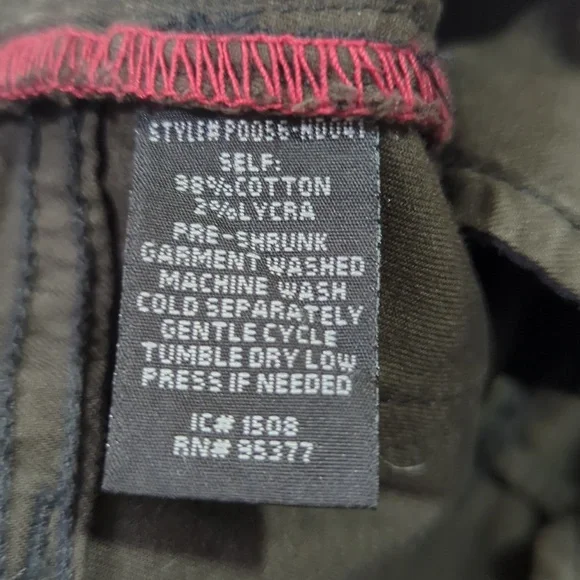 STYLE# P0056-ND041
SELF:
98%COTTON
2%LYCRA
PRE-SHRUNK
GARMENT WASHED
MACHINE WASH
COLD SEPARATELY
GENTLE CYCLE
TUMBLE DRY LOW
PRESS IF NEEDED
IC# 1508
RN# 95377